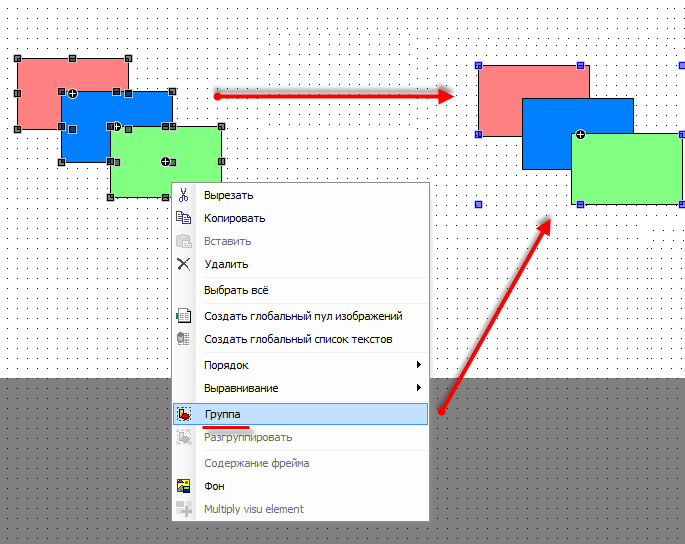 Вырезать
Копировать
Вставить
Удалить
Выбрать всё
Создать глобальный пул изображений
Создать глобальный список текстов
Порядок
Выравнивание
Группа
Разгруппировать
Содержание фрейма
Фон
Multiply visu element